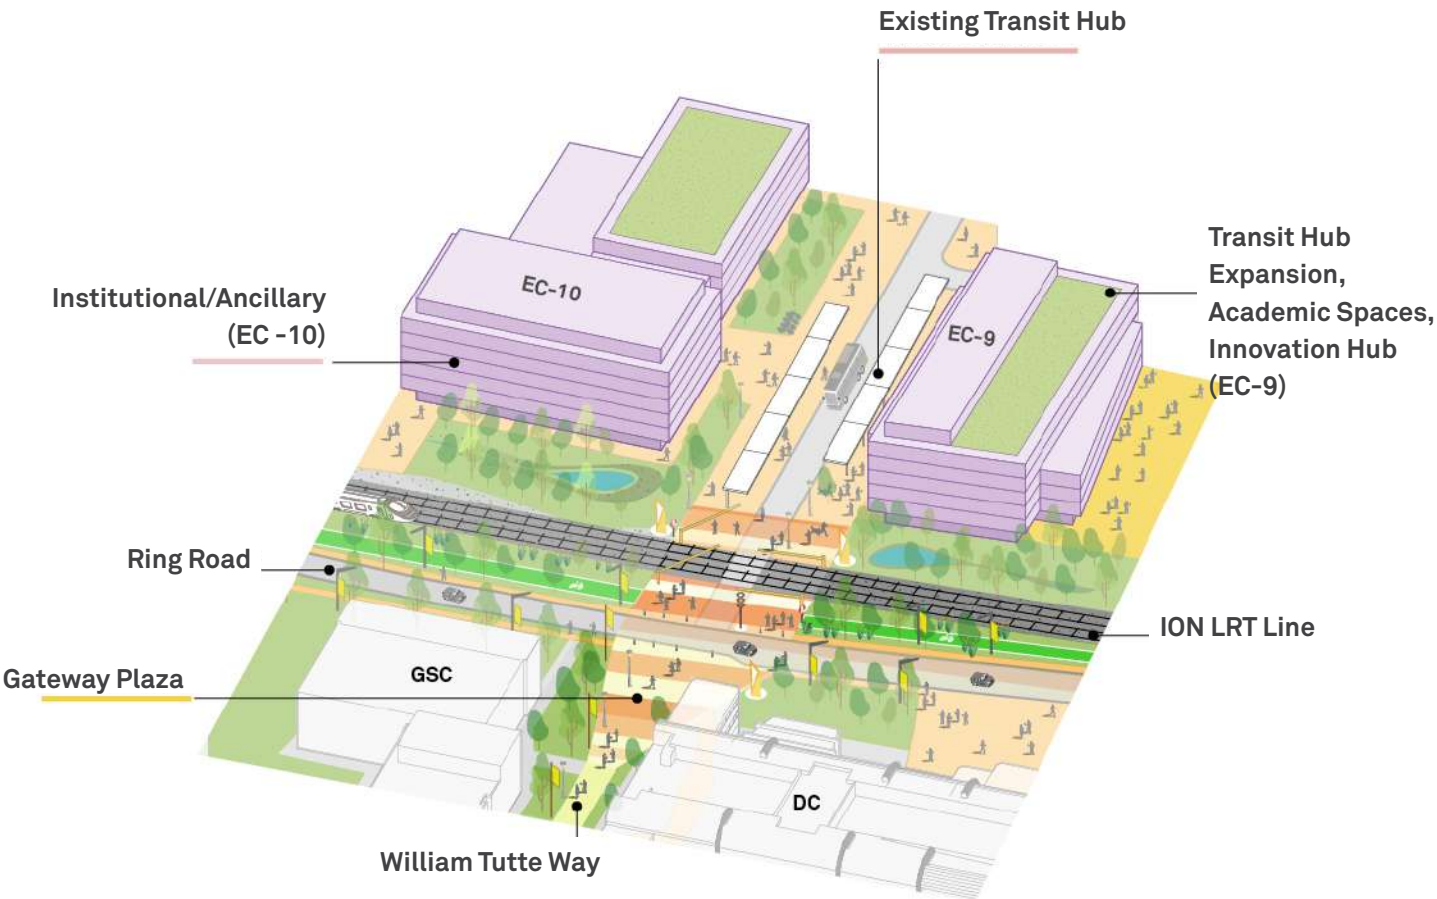 Existing Transit Hub
Transit Hub
Expansion,
Academic Spaces,
Innovation Hub
(EC-9)
EC-10
Institutional/Ancillary
(EC -10)
EC-9
Ring Road
ION LRT Line
GSC
Gateway Plaza
DC
William Tutte Way